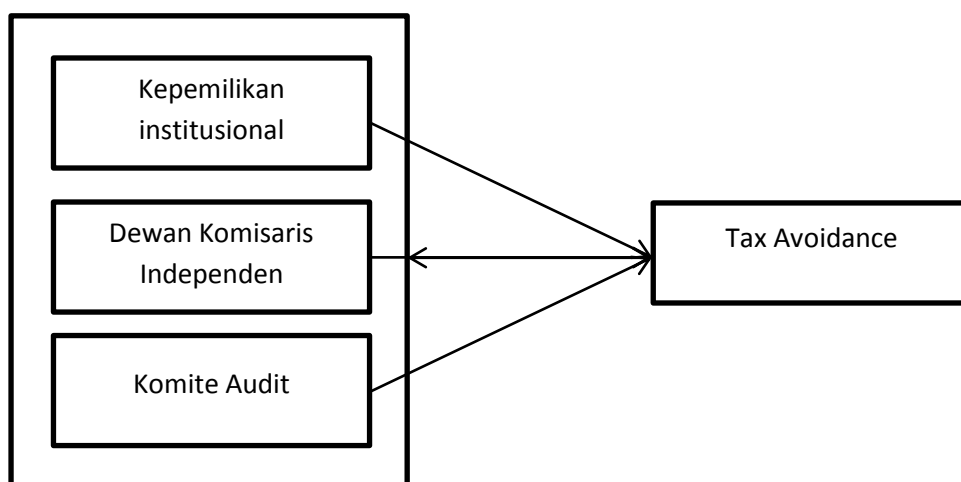 Kepemilikan
institusional
Dewan Komisaris
Independen
Tax Avoidance
Komite Audit